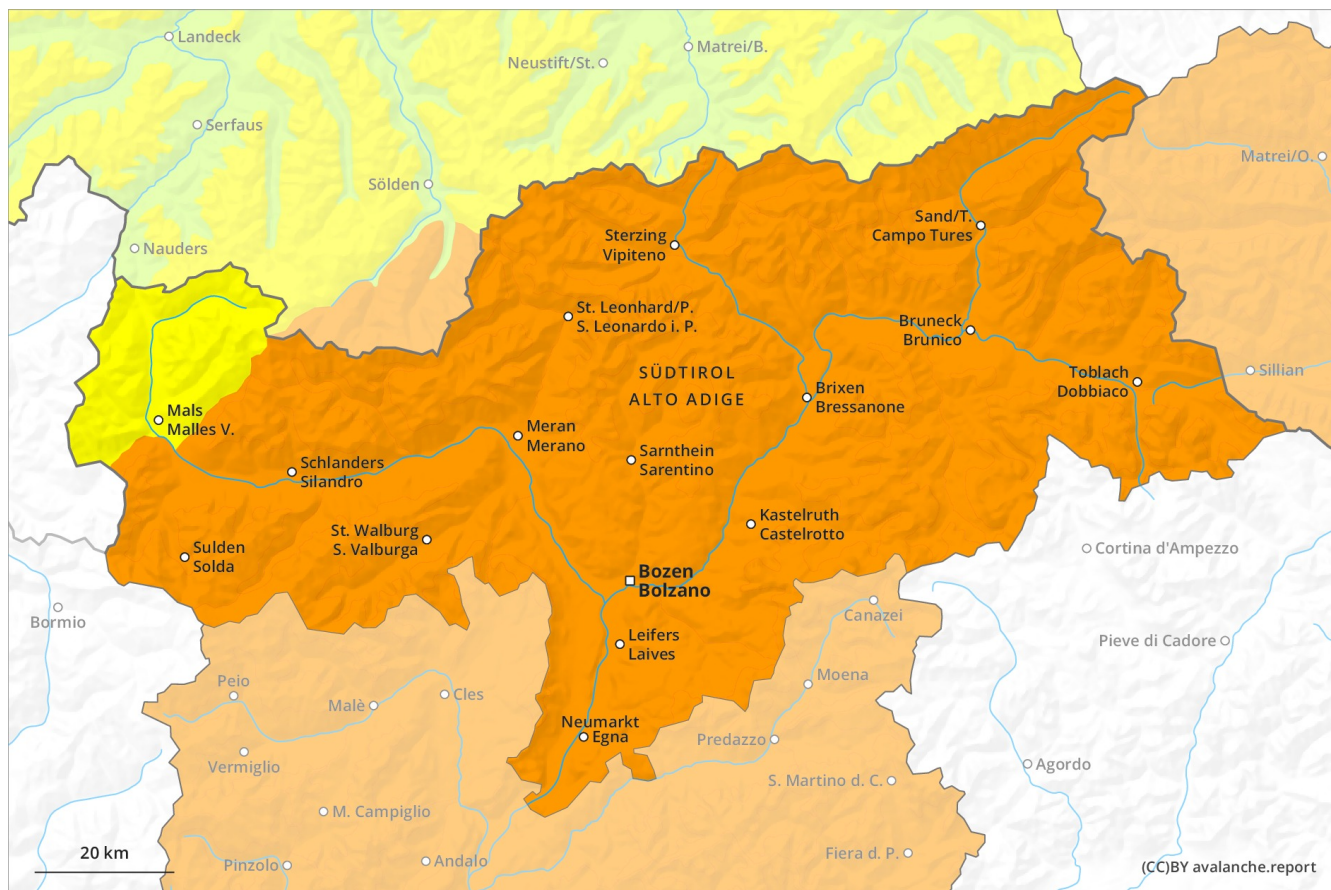 Landeck
Matrei/B.
Neustift/St.
Serfaus
Matrei/O.
Sölden
Sand/T.
Campo Tures
Sterzing
Vipiteno
Nauders
St. Leonhard/P.
S. Leonardo i. P.
Bruneck
Brunico
SÜDTIROL
ALTO ADIGE
Toblach
Dobbiaco
Sillian
Brixen
Bressanone
Mals
Malles V.
Meran
Merano
Sarnthein
Sarentino
Schlanders
Silandro
Kastelruth
Castelrotto
St. Walburg
S. Valburga
Sulden
Solda
Cortina d'Ampezzo
Bozen
Bolzano
Bormio
Canazei
Leifers
Laives
Pieve di Cadore
Moena
Peio
Cles
Malè
Neumarkt
Egna
Predazzo
Vermiglio
Agordo
S. Martino d. C.
M. Campiglio
20 km
Andalo
Pinzolo
Fiera d. P.
(CC)BY avalanche.report